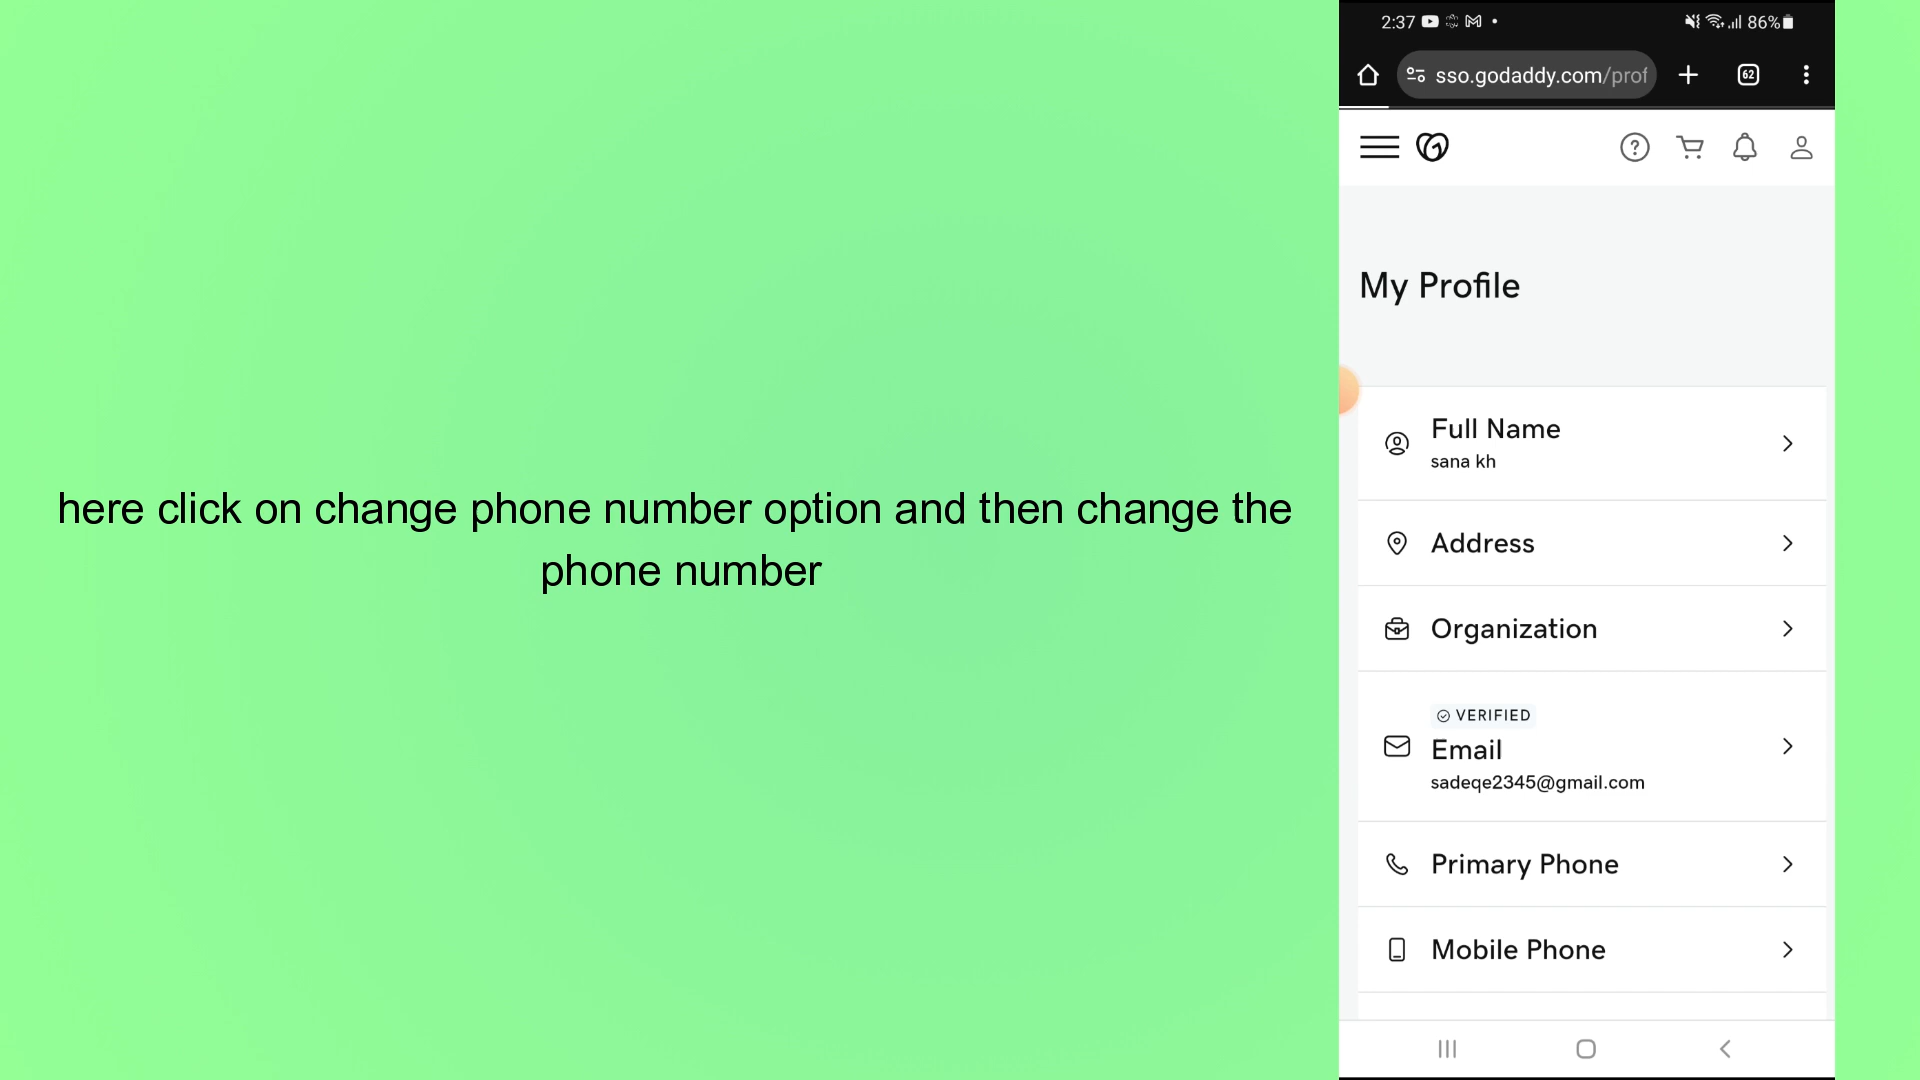 here click on change phone number option and then change the
phone number
2:37
86%
sso.godaddy.com/prof
62
My Profile
Full Name
sana kh
Address
Organization
VERIFIED
Email
sadeqe2345@gmail.com
Primary Phone
Mobile Phone